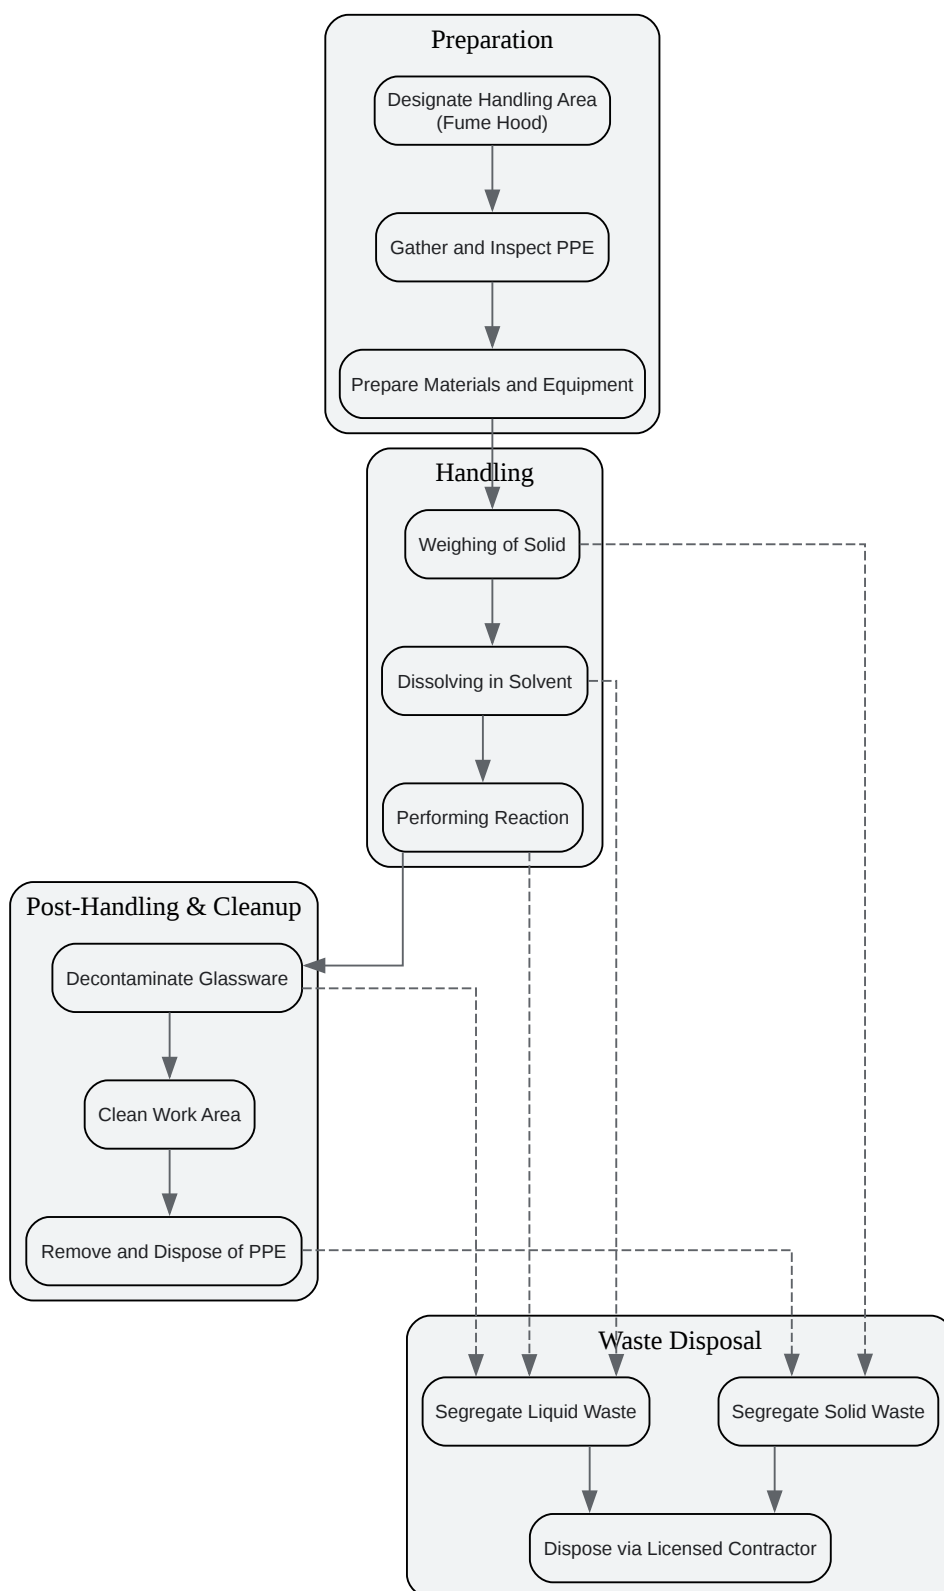 Preparation
Designate Handling Area
(Fume Hood)
Gather and Inspect PPE
Prepare Materials and Equipment
Handling
Weighing of Solid
Dissolving in Solvent
Performing Reaction
Post-Handling & Cleanup
Decontaminate Glassware
Clean Work Area
Remove and Dispose of PPE
Waste Disposal
Segregate Liquid Waste
Segregate Solid Waste
Dispose via Licensed Contractor